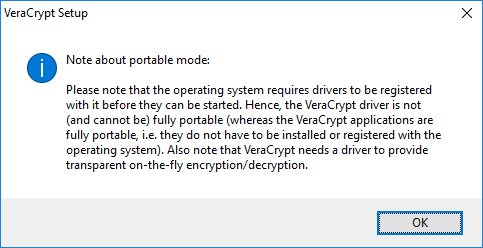 VeraCrypt Setup
Note about portable mode:
Please note that the operating system requires drivers to be registered
with it before they can be started. Hence, the VeraCrypt driver is not
(and cannot be) fully portable (whereas the VeraCrypt applications are
fully portable, i.e. they do not have to be installed or registered with the
operating system). Also note that VeraCrypt needs a driver to provide
transparent on-the-fly encryption/decryption.
OK